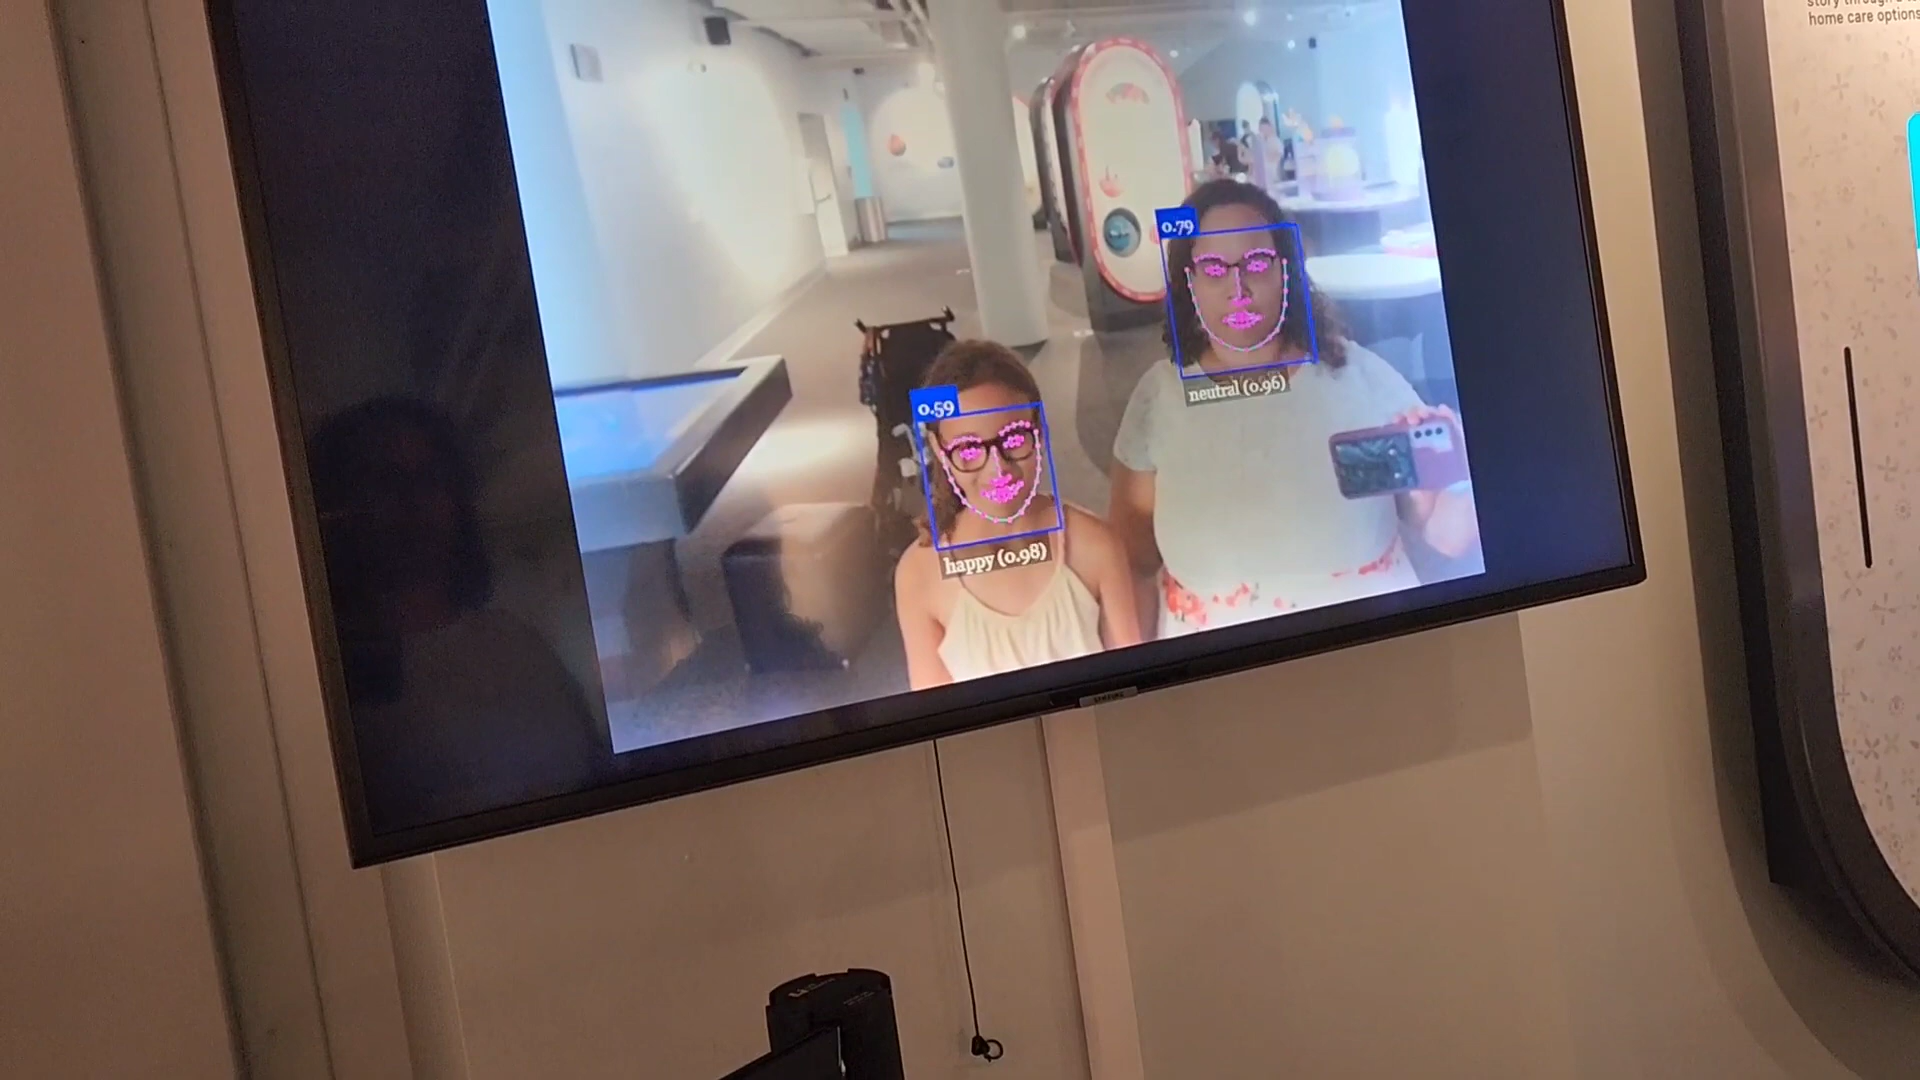 home care options
0.79
neutral (0.96)
0.59
happy (0.98)